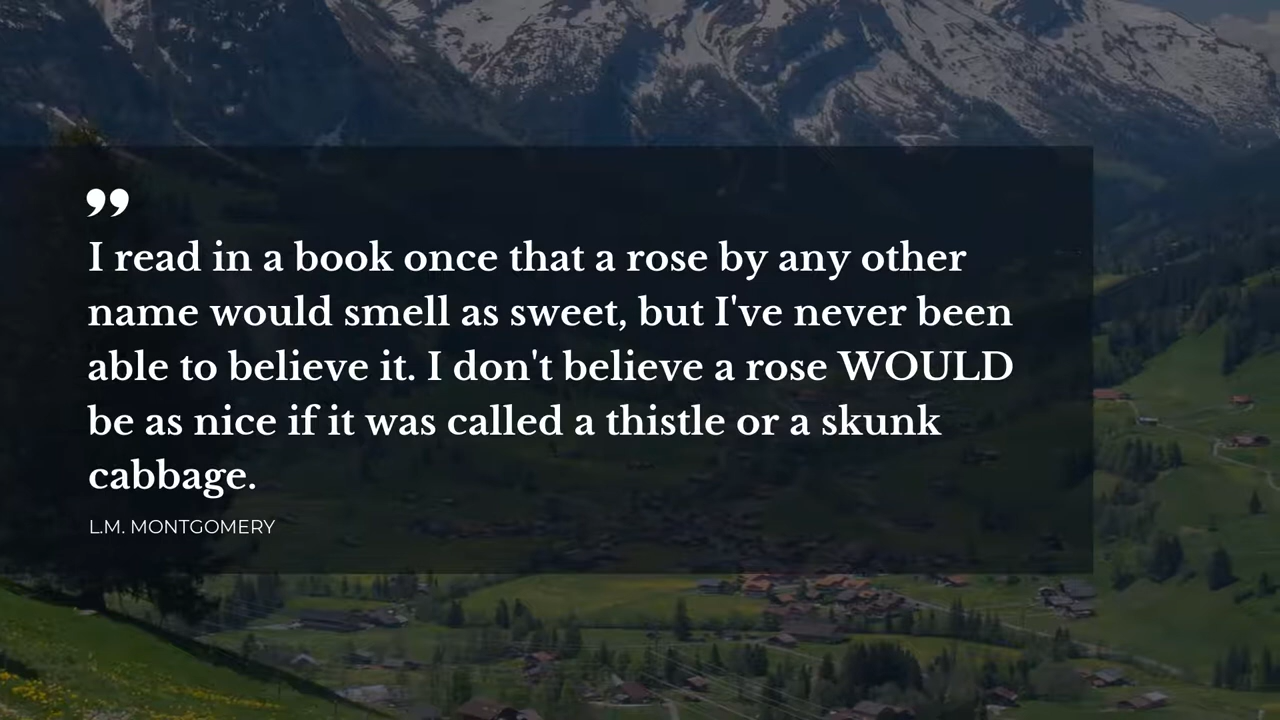 ”
I read in a book once that a rose by any other
name would smell as sweet, but I've never been
able to believe it. I don't believe a rose WOULD
be as nice if it was called a thistle or a skunk
cabbage.
L.M. MONTGOMERY